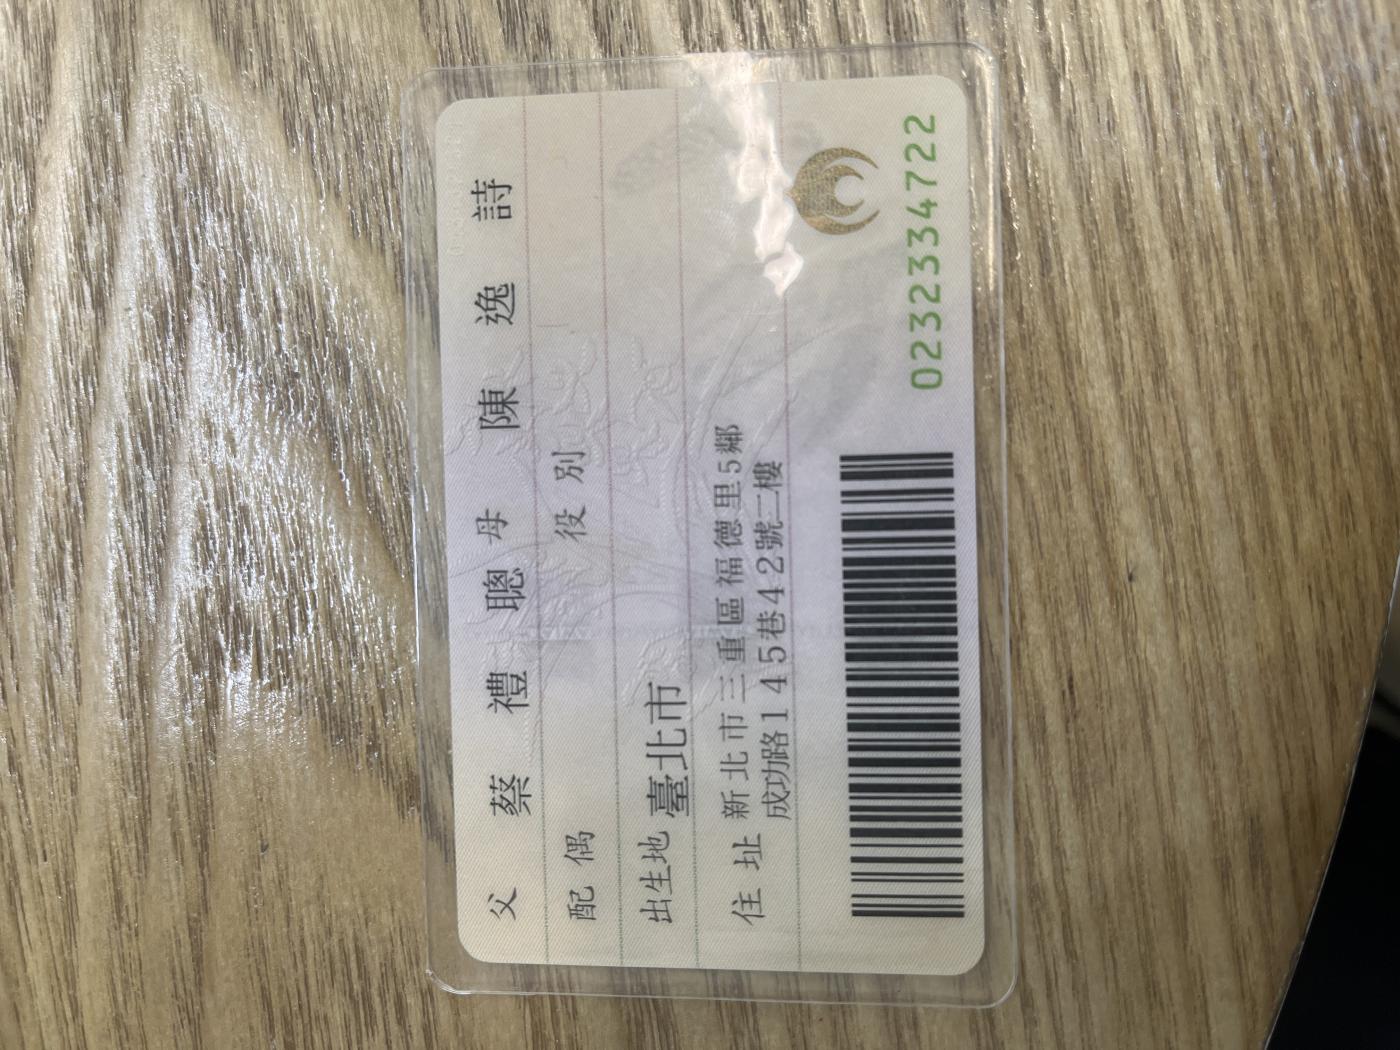 父 蔡 禮 聰 母 陳 逸 詩
配偶 役別
出生地 臺北市
住址 新北市三重區福德里5鄰
成功路145巷42號二樓
0232334722